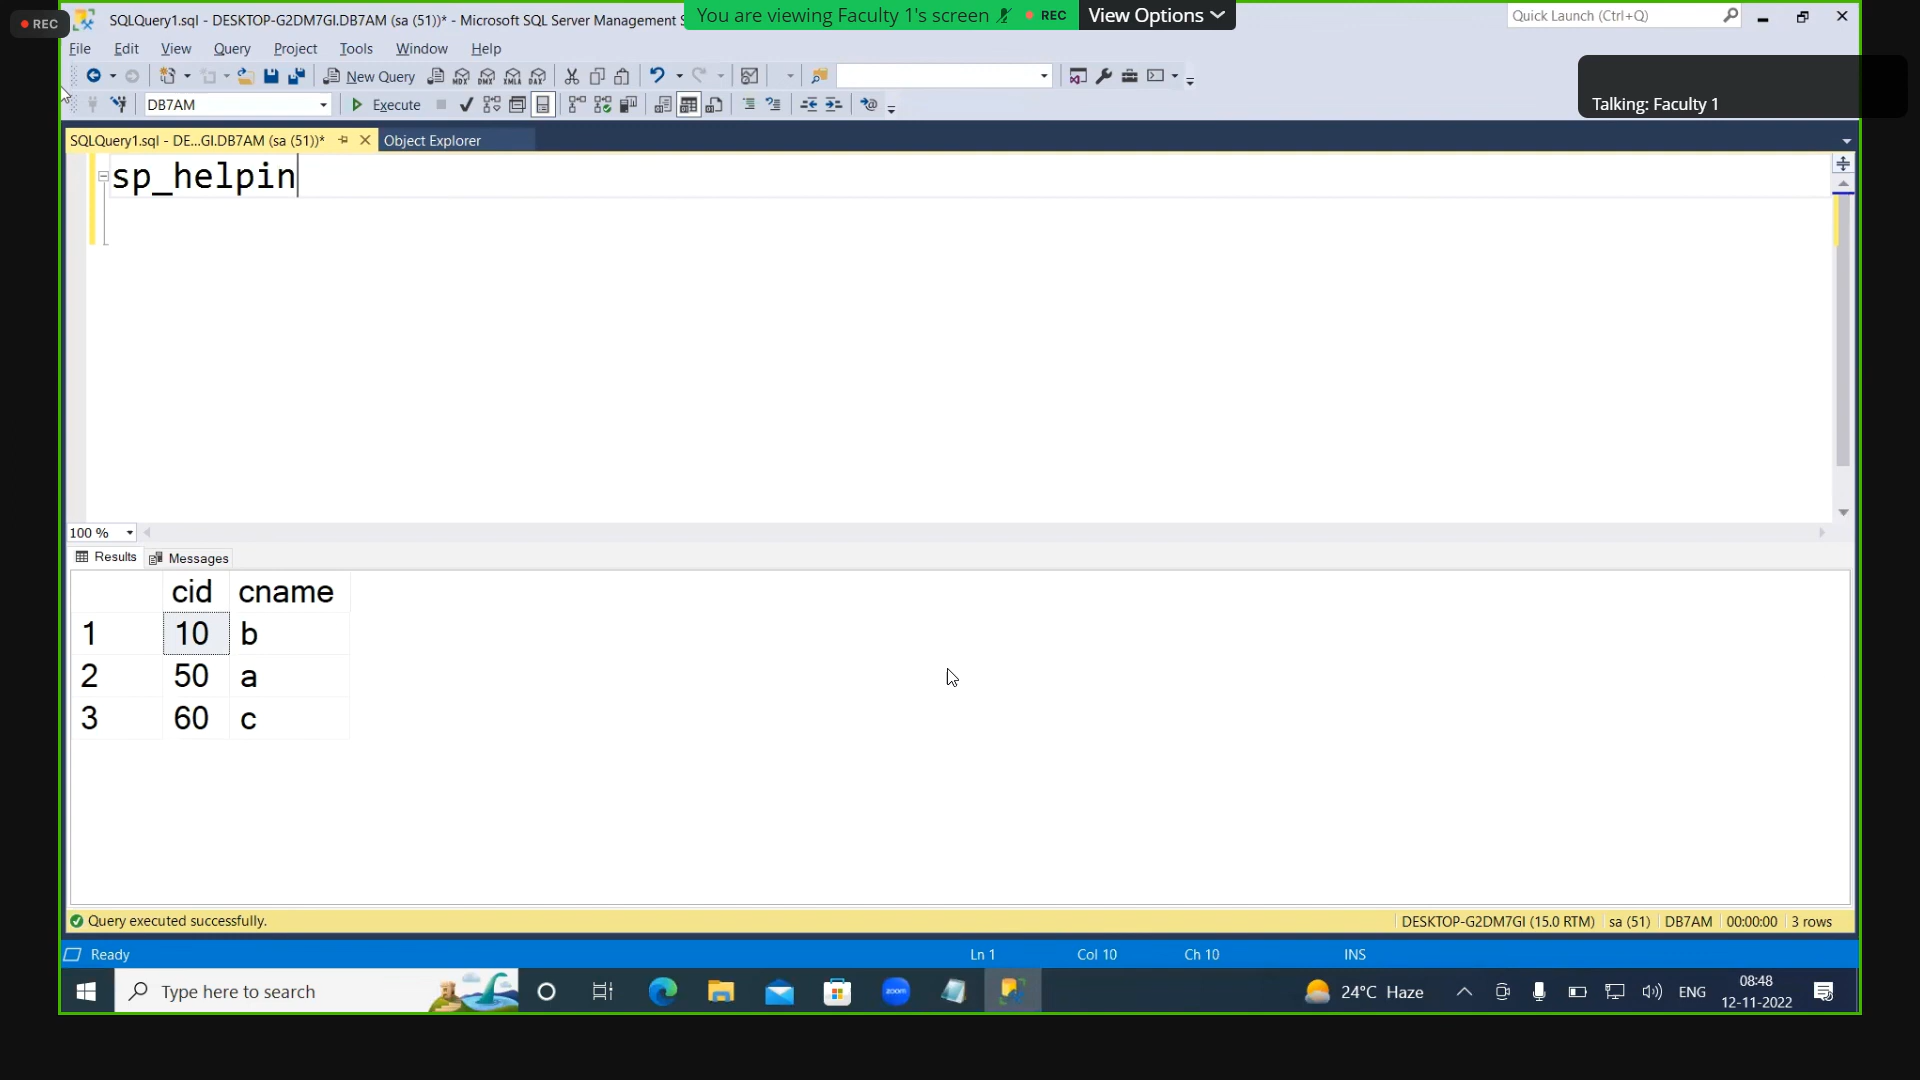 REC
SQLQuery1.sql - DESKTOP-G2DM7GI.DB7AM (sa (51))* - Microsoft SQL Server Management S
You are viewing Faculty 1's screen
REC
View Options
Quick Launch (Ctrl+Q)
File Edit View Query Project Tools Window Help
New Query
MDX DMX XMLA DAX
Talking: Faculty 1
DB7AM
Execute
SQLQuery1.sql - DE...GI.DB7AM (sa (51))*
Object Explorer
sp_helpin
100 %
Results
Messages
cid cname
1 10 b
2 50 a
3 60 c
Query executed successfully.
DESKTOP-G2DM7GI (15.0 RTM) sa (51) DB7AM 00:00:00 3 rows
Ready
Ln 1
Col 10
Ch 10
INS
Type here to search
zoom
24°C Haze
ENG
08:48
12-11-2022